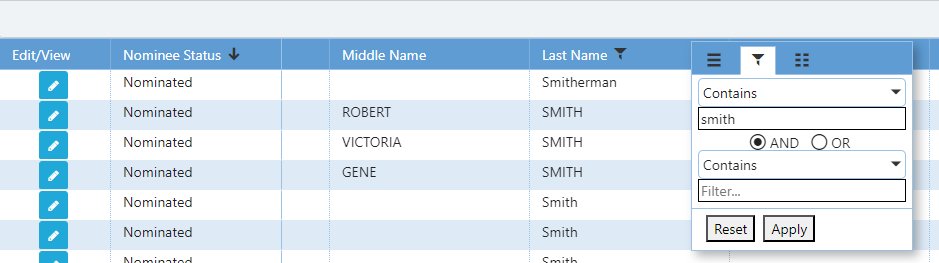 Edit/View Nominee Status Middle Name Last Name
Nominated Smitherman
Nominated ROBERT SMITH
Nominated VICTORIA SMITH
Nominated GENE SMITH
Nominated Smith
Nominated Smith
Nominated Smith
Contains
smith
AND OR
Contains
Filter...
Reset Apply